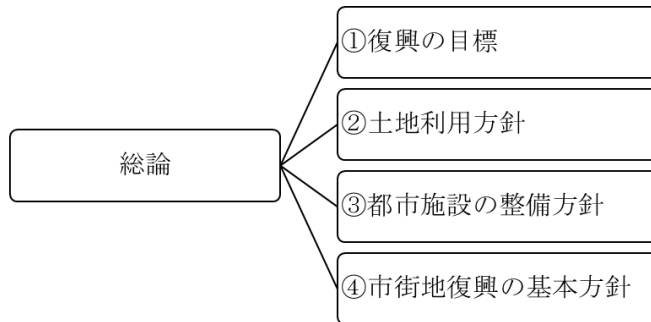 総論
①復興の目標
②土地利用方針
③都市施設の整備方針
④市街地復興の基本方針